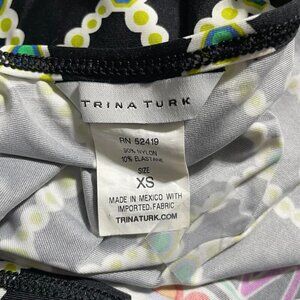 TRINA TURK
RN 52419
90% NYLON
10% ELASTANE
SIZE
XS
MADE IN MEXICO WITH
IMPORTED FABRIC
TRINATURK.COM